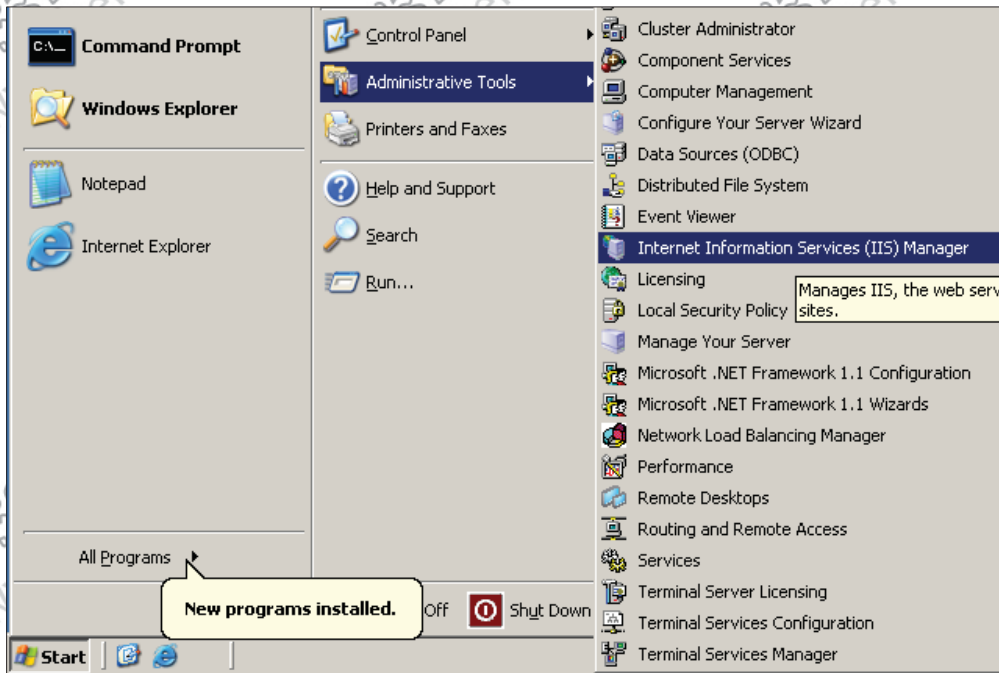 C:\_
Command Prompt
Windows Explorer
Notepad
Internet Explorer
All Programs
New programs installed.
Control Panel
Administrative Tools
Printers and Faxes
Help and Support
Search
Run...
Off
Shut Down
Cluster Administrator
Component Services
Computer Management
Configure Your Server Wizard
Data Sources (ODBC)
Distributed File System
Event Viewer
Internet Information Services (IIS) Manager
Licensing
Manages IIS, the web serv
sites.
Local Security Policy
Manage Your Server
Microsoft .NET Framework 1.1 Configuration
Microsoft .NET Framework 1.1 Wizards
Network Load Balancing Manager
Performance
Remote Desktops
Routing and Remote Access
Services
Terminal Server Licensing
Terminal Services Configuration
Terminal Services Manager
Start